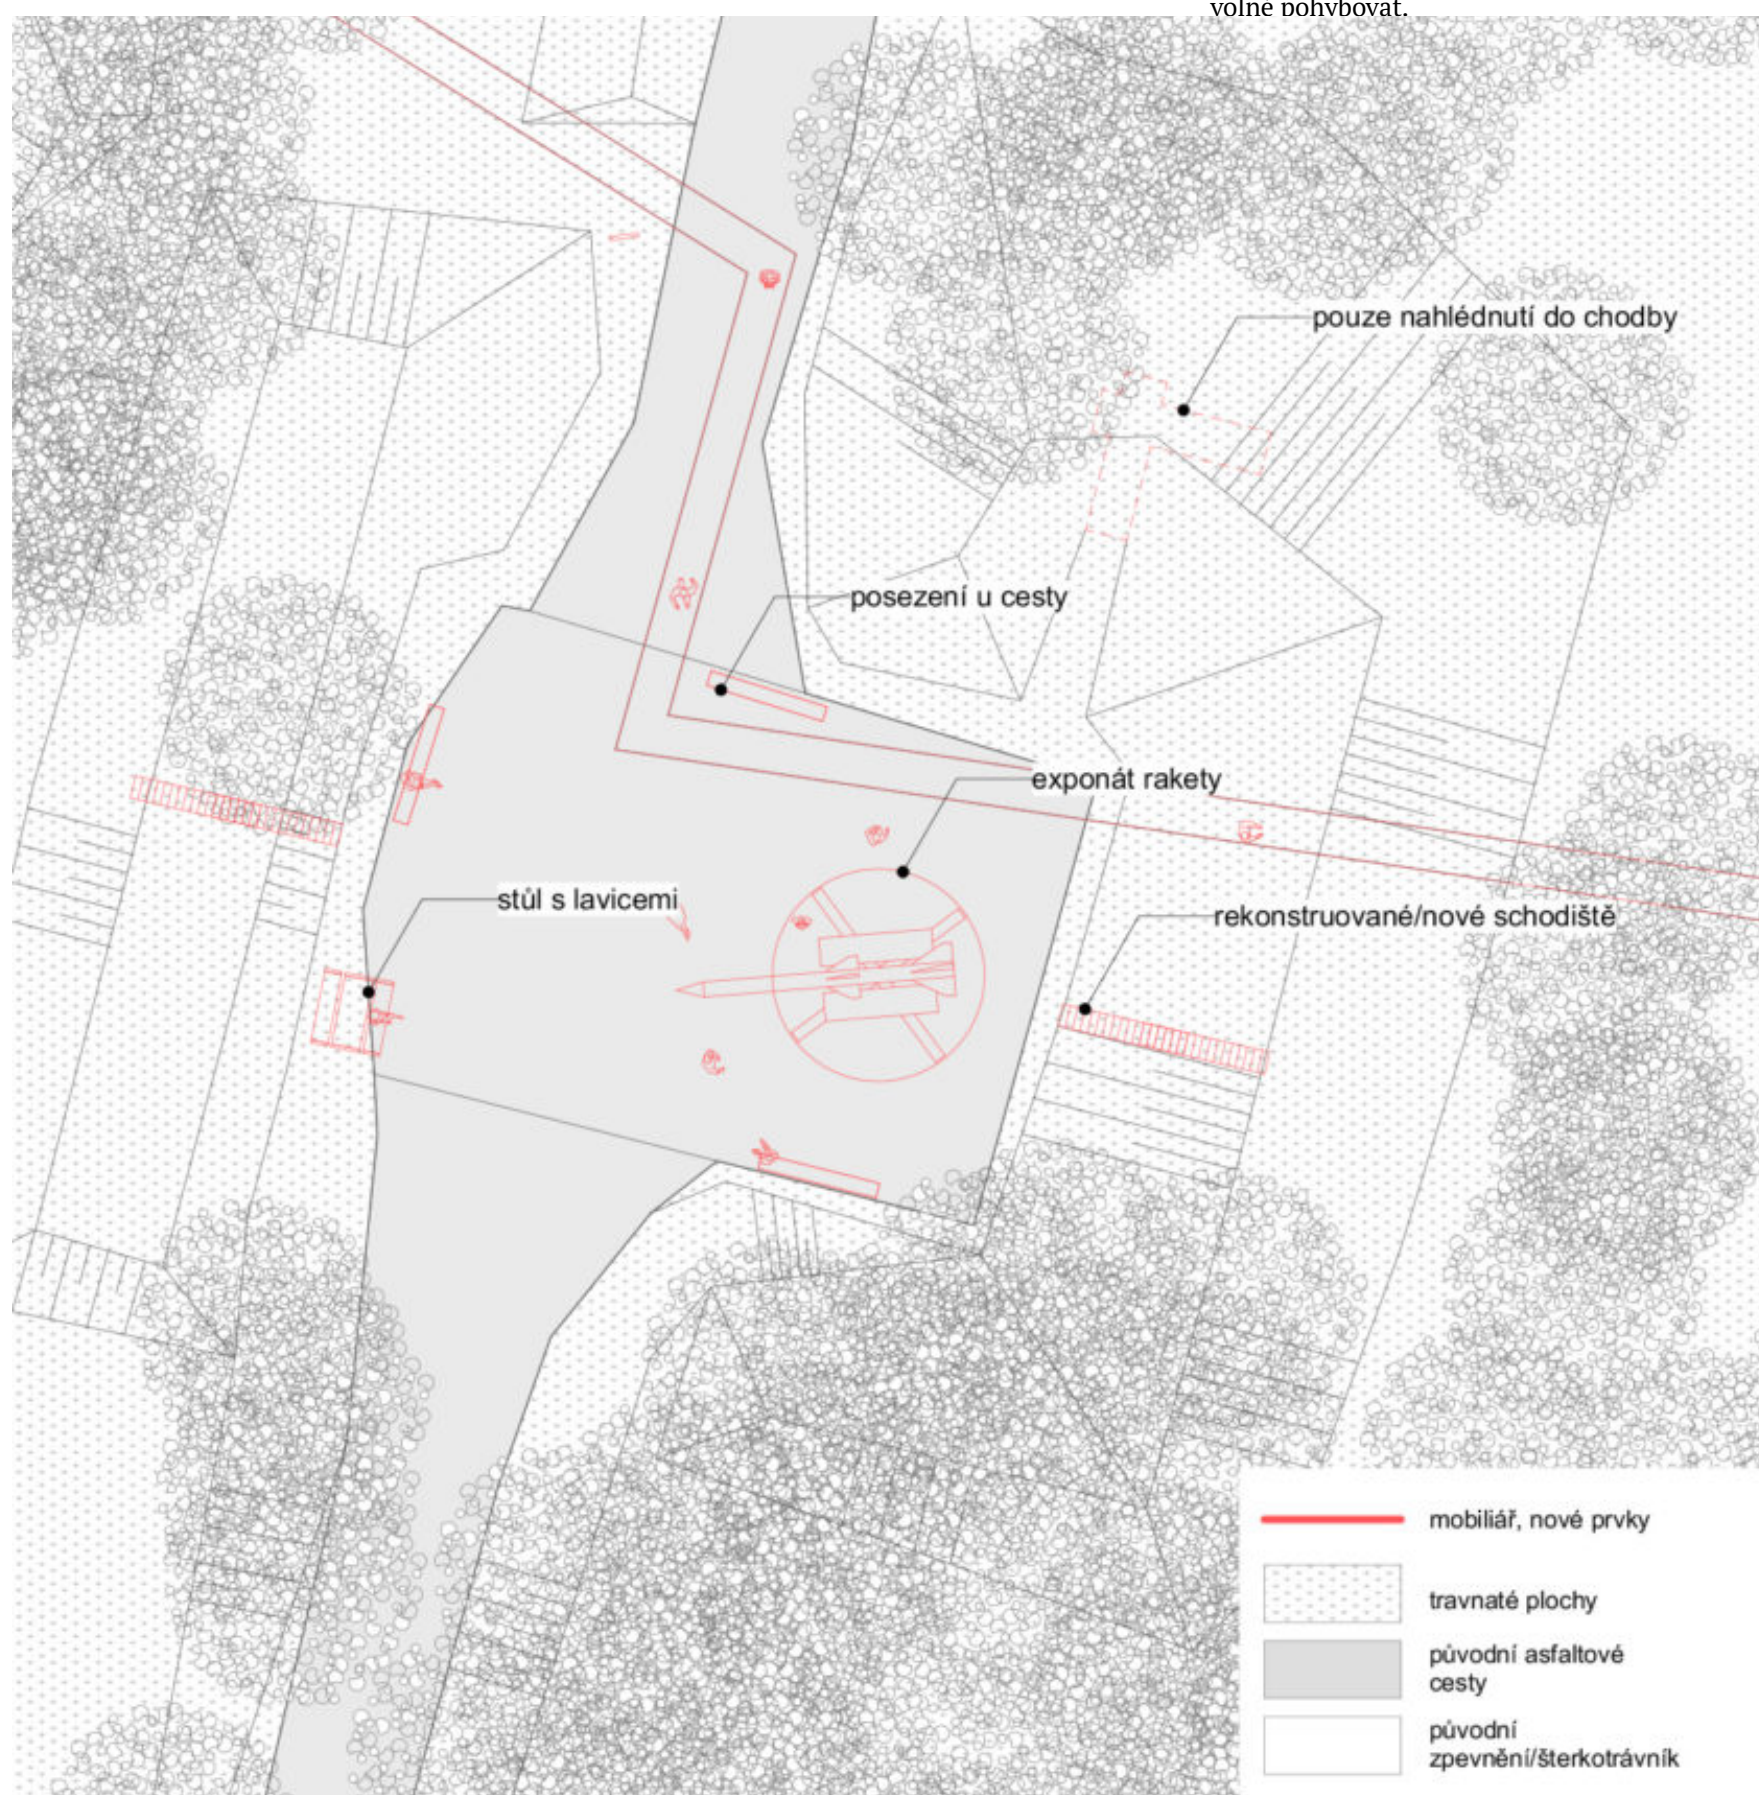 volně pohybovat.
pouze nahlédnutí do chodby
posezení u cesty
exponát rakety
stůl s lavicemi
rekonstruované/nové schodiště
mobiliář, nové prvky
travnaté plochy
původní asfaltové
cesty
původní
zpevnění/šterkotrávník